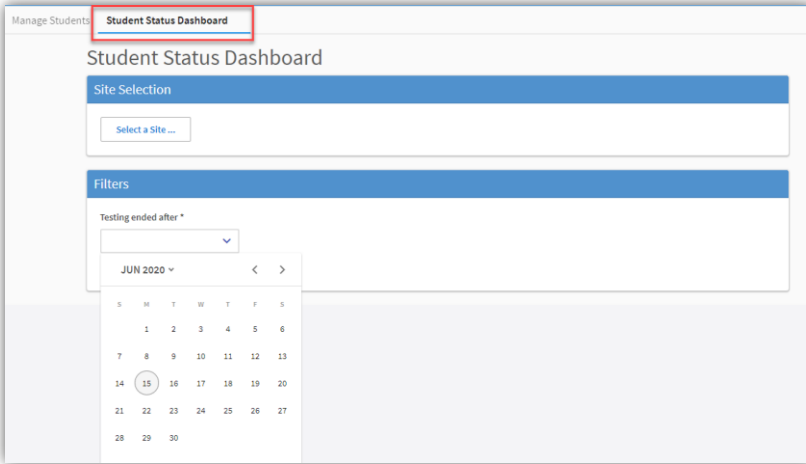 Manage Students Student Status Dashboard
Student Status Dashboard
Site Selection
Select a Site ...
Filters
Testing ended after *
JUN 2020
S M T W T F S
1 2 3 4 5 6
7 8 9 10 11 12 13
14 15 16 17 18 19 20
21 22 23 24 25 26 27
28 29 30